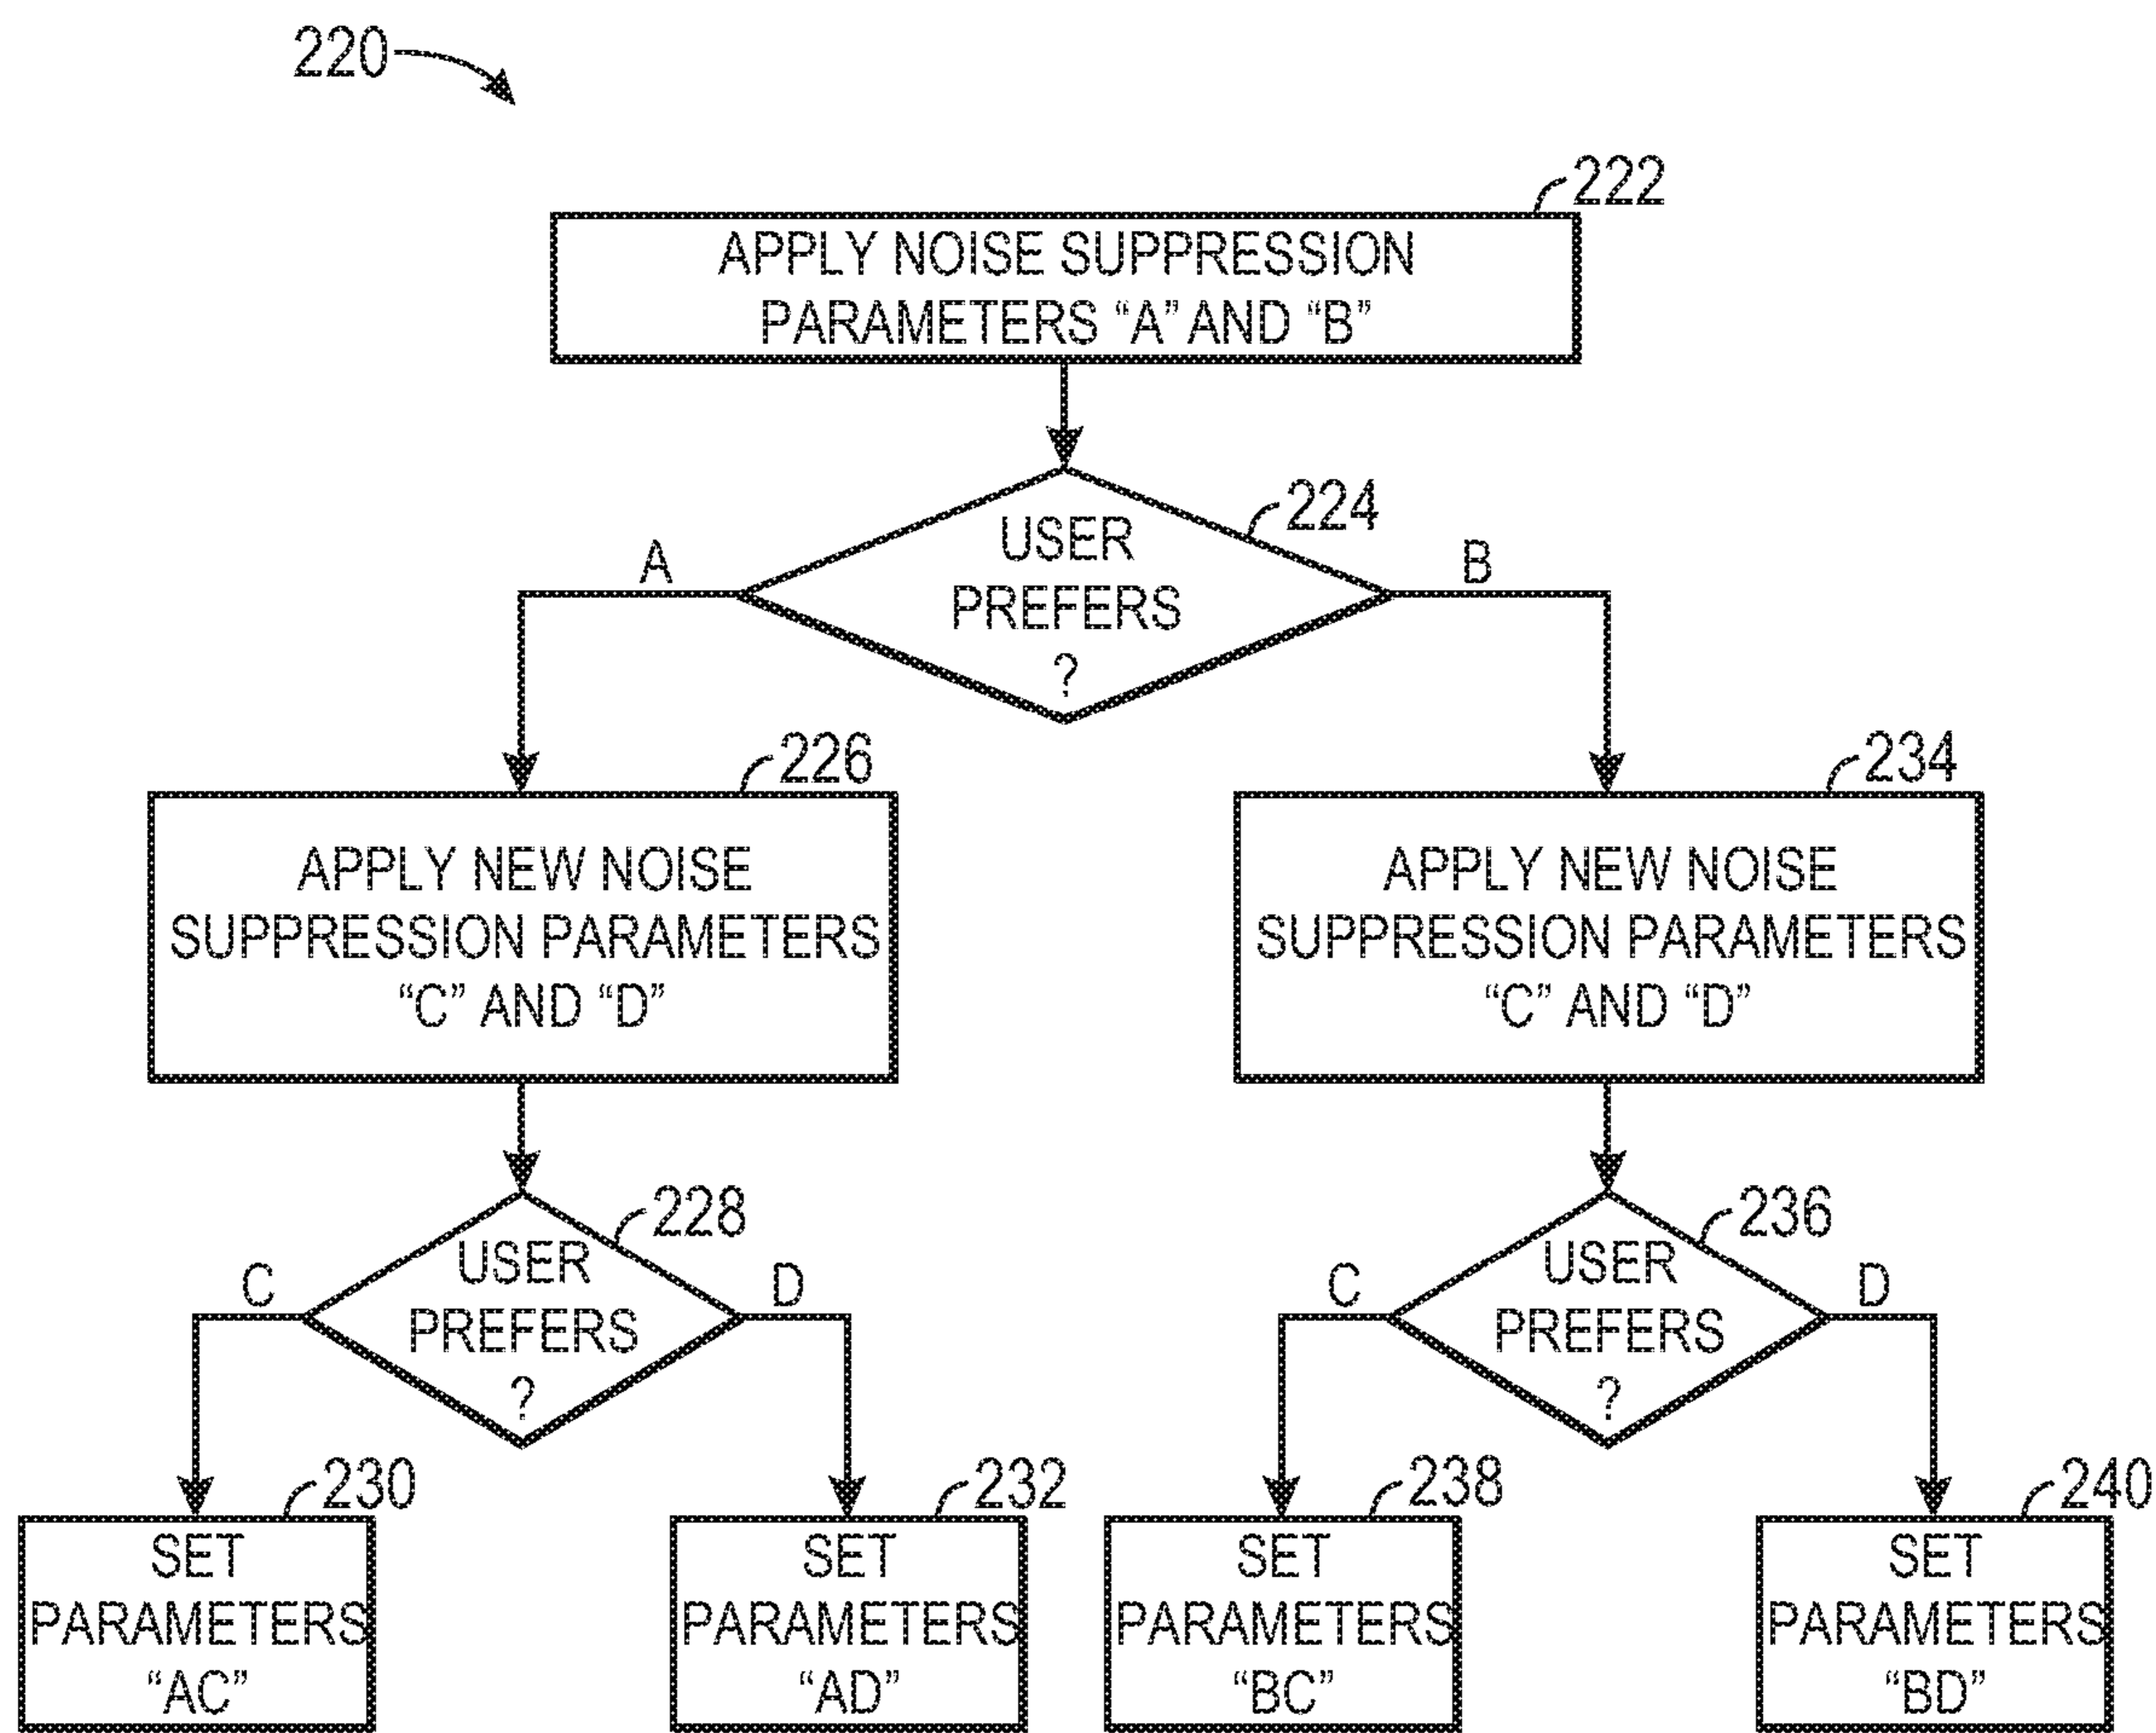 220
222
APPLY NOISE SUPPRESSION
PARAMETERS “A” AND “B”
224
USER
PREFERS
?
A
B
226
APPLY NEW NOISE
SUPPRESSION PARAMETERS
“C” AND “D”
234
APPLY NEW NOISE
SUPPRESSION PARAMETERS
“C” AND “D”
228
USER
PREFERS
?
C
D
236
USER
PREFERS
?
C
D
230
SET
PARAMETERS
“AC”
232
SET
PARAMETERS
“AD”
238
SET
PARAMETERS
“BC”
240
SET
PARAMETERS
“BD”